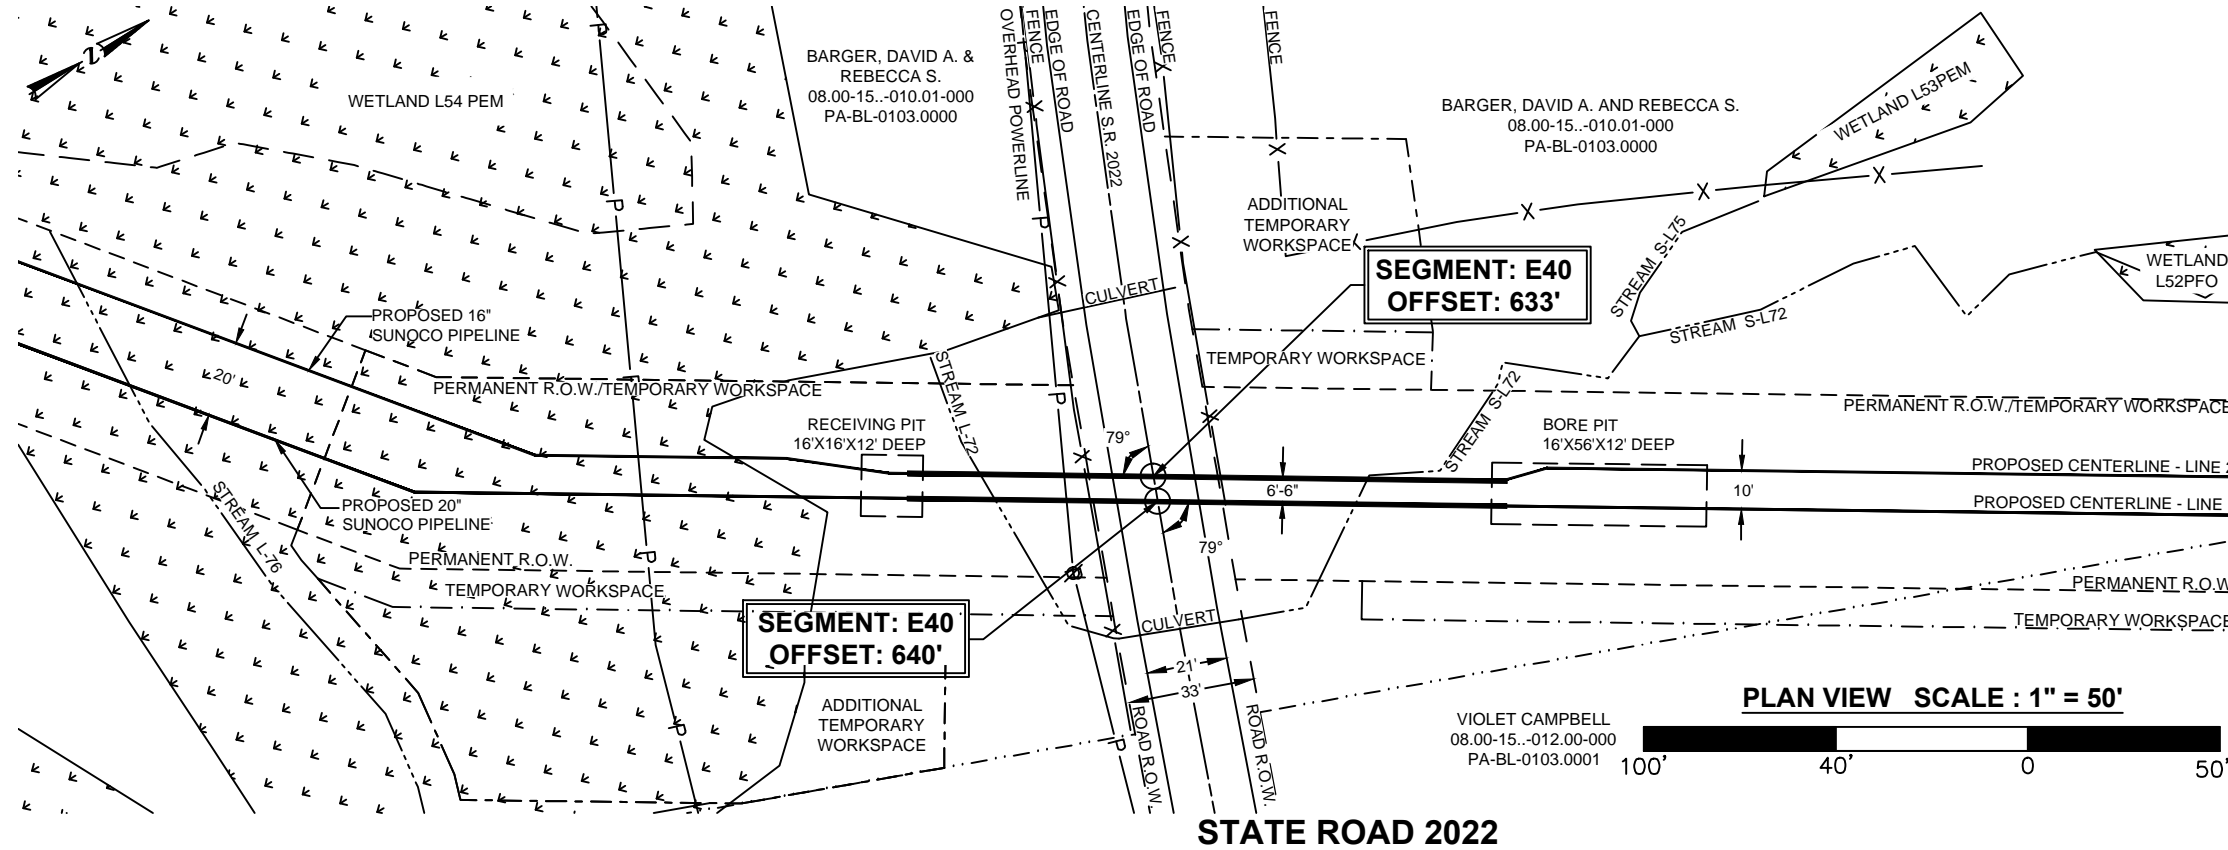 WETLAND L54 PEM
BARGER, DAVID A. &
REBECCA S.
08.00-15..-010.01-000
PA-BL-0103.0000
OVERHEAD POWERLINE
FENCE
EDGE OF ROAD
CENTERLINE S.R. 2022
EDGE OF ROAD
FENCE
FENCE
BARGER, DAVID A. AND REBECCA S.
08.00-15..-010.01-000
PA-BL-0103.0000
WETLAND L53PEM
ADDITIONAL
TEMPORARY
WORKSPACE
SEGMENT: E40
OFFSET: 633'
STREAM S-L75
STREAM S-L72
WETLAND
L52PFO
CULVERT
PROPOSED 16"
SUNOCO PIPELINE
20'
PERMANENT R.O.W./TEMPORARY WORKSPACE
TEMPORARY WORKSPACE
STREAM L-72
RECEIVING PIT
16'X16'X12' DEEP
79°
STREAM S-L72
BORE PIT
16'X56'X12' DEEP
PERMANENT R.O.W./TEMPORARY WORKSPACE
PROPOSED CENTERLINE - LINE 2
6'-6"
10'
PROPOSED CENTERLINE - LINE
PROPOSED 20"
SUNOCO PIPELINE
STREAM L-76
79°
PERMANENT R.O.W.
TEMPORARY WORKSPACE
PERMANENT R.O.W
TEMPORARY WORKSPACE
SEGMENT: E40
OFFSET: 640'
CULVERT
21'
33'
ADDITIONAL
TEMPORARY
WORKSPACE
ROAD R.O.W.
ROAD R.O.W.
VIOLET CAMPBELL
08.00-15..-012.00-000
PA-BL-0103.0001
PLAN VIEW SCALE : 1" = 50'
100' 40' 0 50'
STATE ROAD 2022